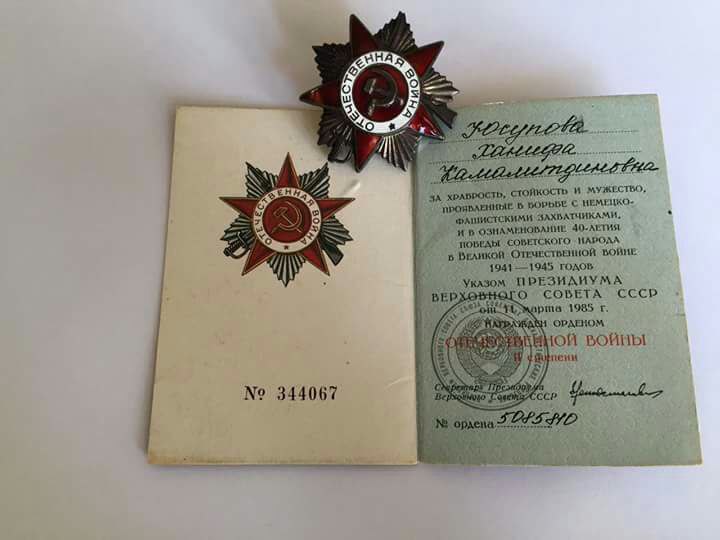 ОТЕЧЕСТВЕННАЯ ВОЙНА
ОТЕЧЕСТВЕННАЯ ВОЙНА
№ 344067
Юсупова
Ханифа
Камалитдиновна
ЗА ХРАБРОСТЬ, СТОЙКОСТЬ И МУЖЕСТВО,
ПРОЯВЛЕННЫЕ В БОРЬБЕ С НЕМЕЦКО-
ФАШИСТСКИМИ ЗАХВАТЧИКАМИ,
И В ОЗНАМЕНОВАНИЕ 40-ЛЕТИЯ
ПОБЕДЫ СОВЕТСКОГО НАРОДА
В ВЕЛИКОЙ ОТЕЧЕСТВЕННОЙ ВОЙНЕ
1941—1945 ГОДОВ
УКАЗОМ ПРЕЗИДИУМА
ВЕРХОВНОГО СОВЕТА СССР
от 11 марта 1985 г.
НАГРАЖДЕН ОРДЕНОМ
ОТЕЧЕСТВЕННОЙ ВОЙНЫ
II степени
Секретарь Президиума
Верховного Совета СССР
№ ордена 5085810